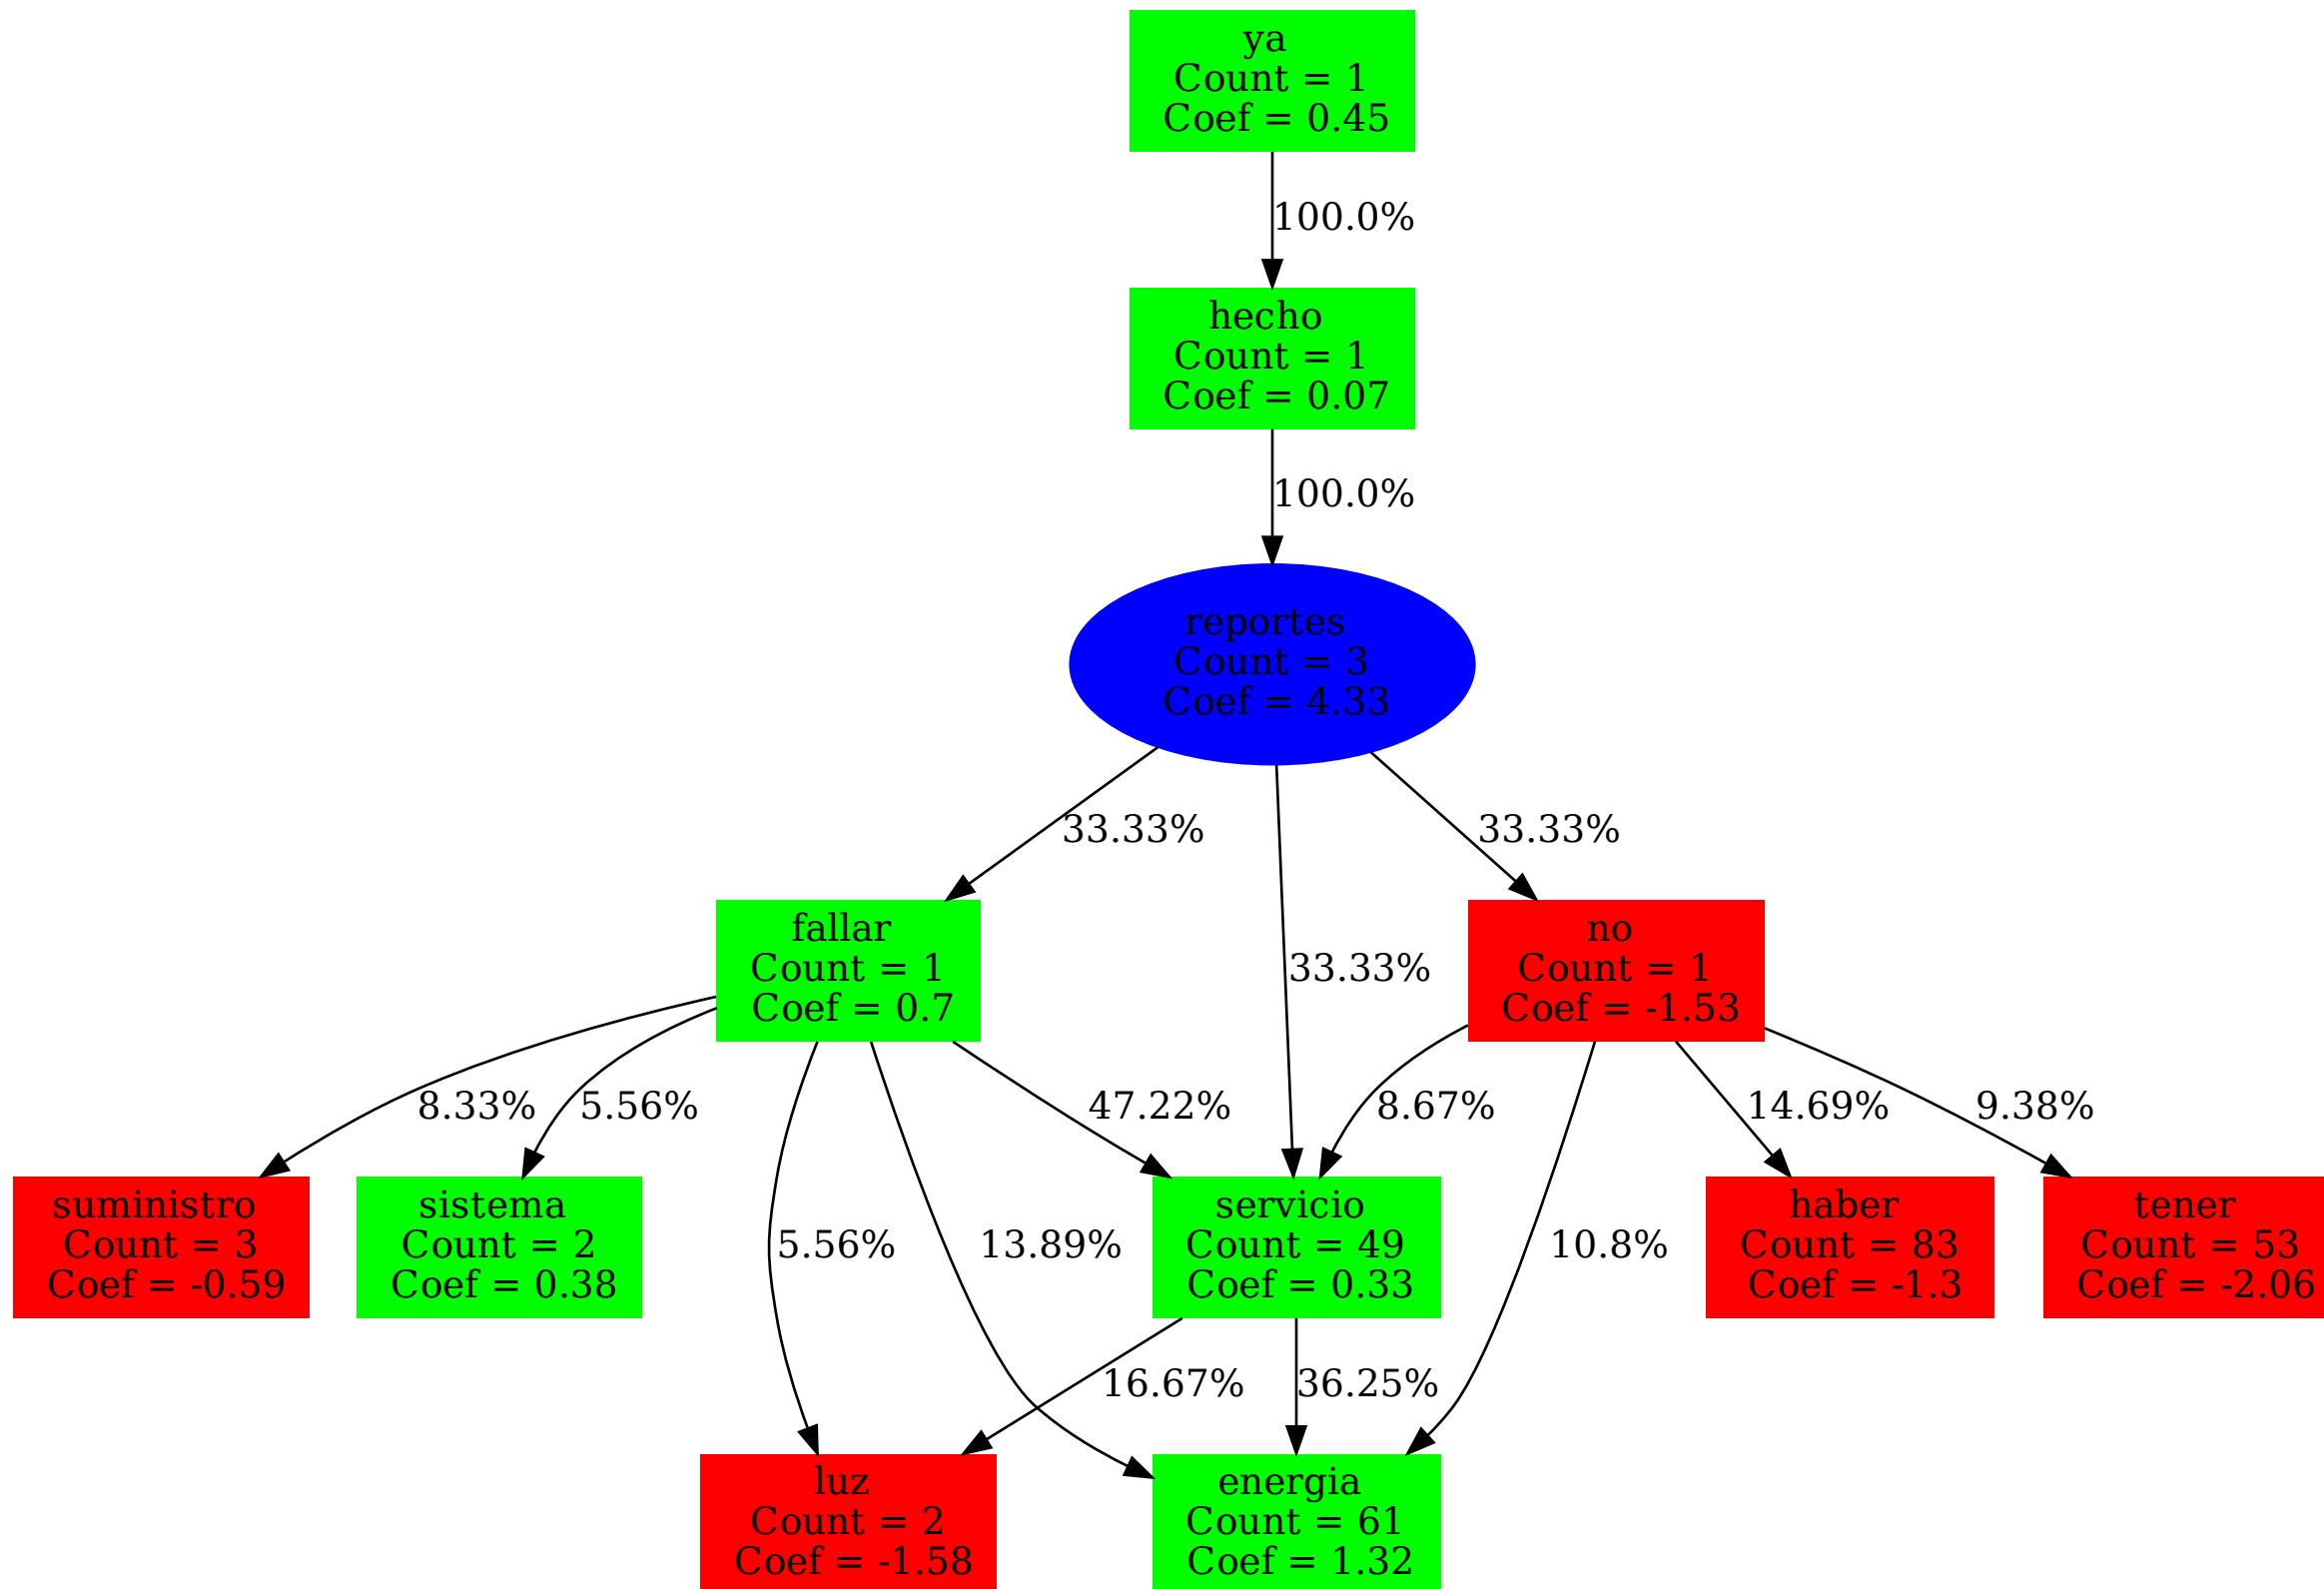 ya
Count = 1
Coef = 0.45
100.0%
hecho
Count = 1
Coef = 0.07
100.0%
reportes
Count = 3
Coef = 4.33
33.33%
33.33%
33.33%
fallar
Count = 1
Coef = 0.7
no
Count = 1
Coef = -1.53
8.33%
5.56%
47.22%
8.67%
14.69%
9.38%
5.56%
13.89%
10.8%
suministro
Count = 3
Coef = -0.59
sistema
Count = 2
Coef = 0.38
servicio
Count = 49
Coef = 0.33
haber
Count = 83
Coef = -1.3
tener
Count = 53
Coef = -2.06
16.67%
36.25%
luz
Count = 2
Coef = -1.58
energia
Count = 61
Coef = 1.32